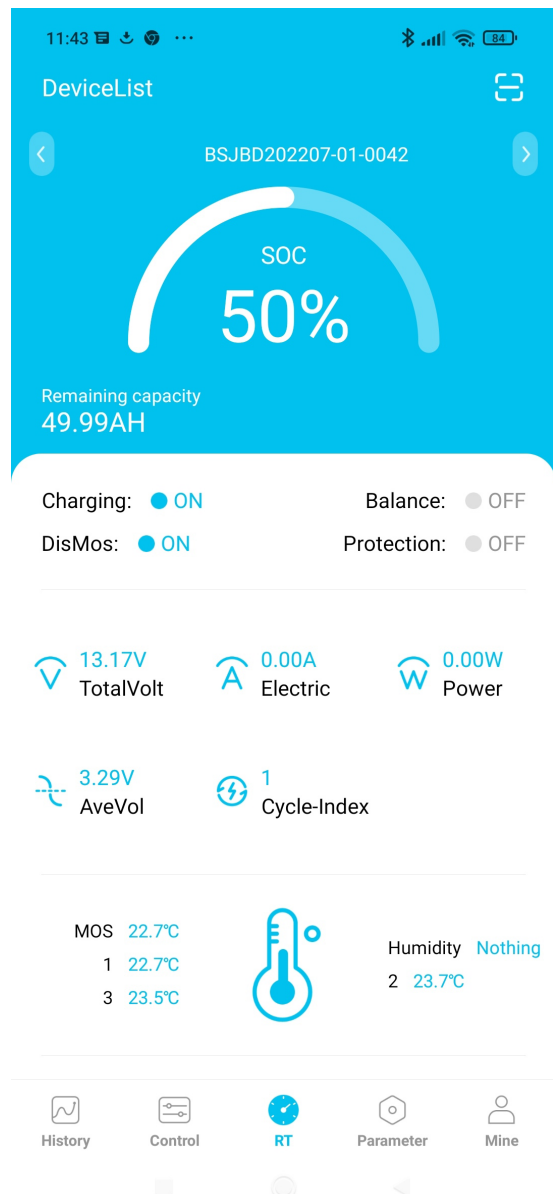 11:43 84
DeviceList
BSJBD202207-01-0042
SOC
50%
Remaining capacity
49.99AH
Charging: ON Balance: OFF
DisMos: ON Protection: OFF
13.17V 0.00A 0.00W
TotalVolt Electric Power
3.29V 1
AveVol Cycle-Index
MOS 22.7℃
1 22.7℃
3 23.5℃
Humidity Nothing
2 23.7℃
History Control RT Parameter Mine